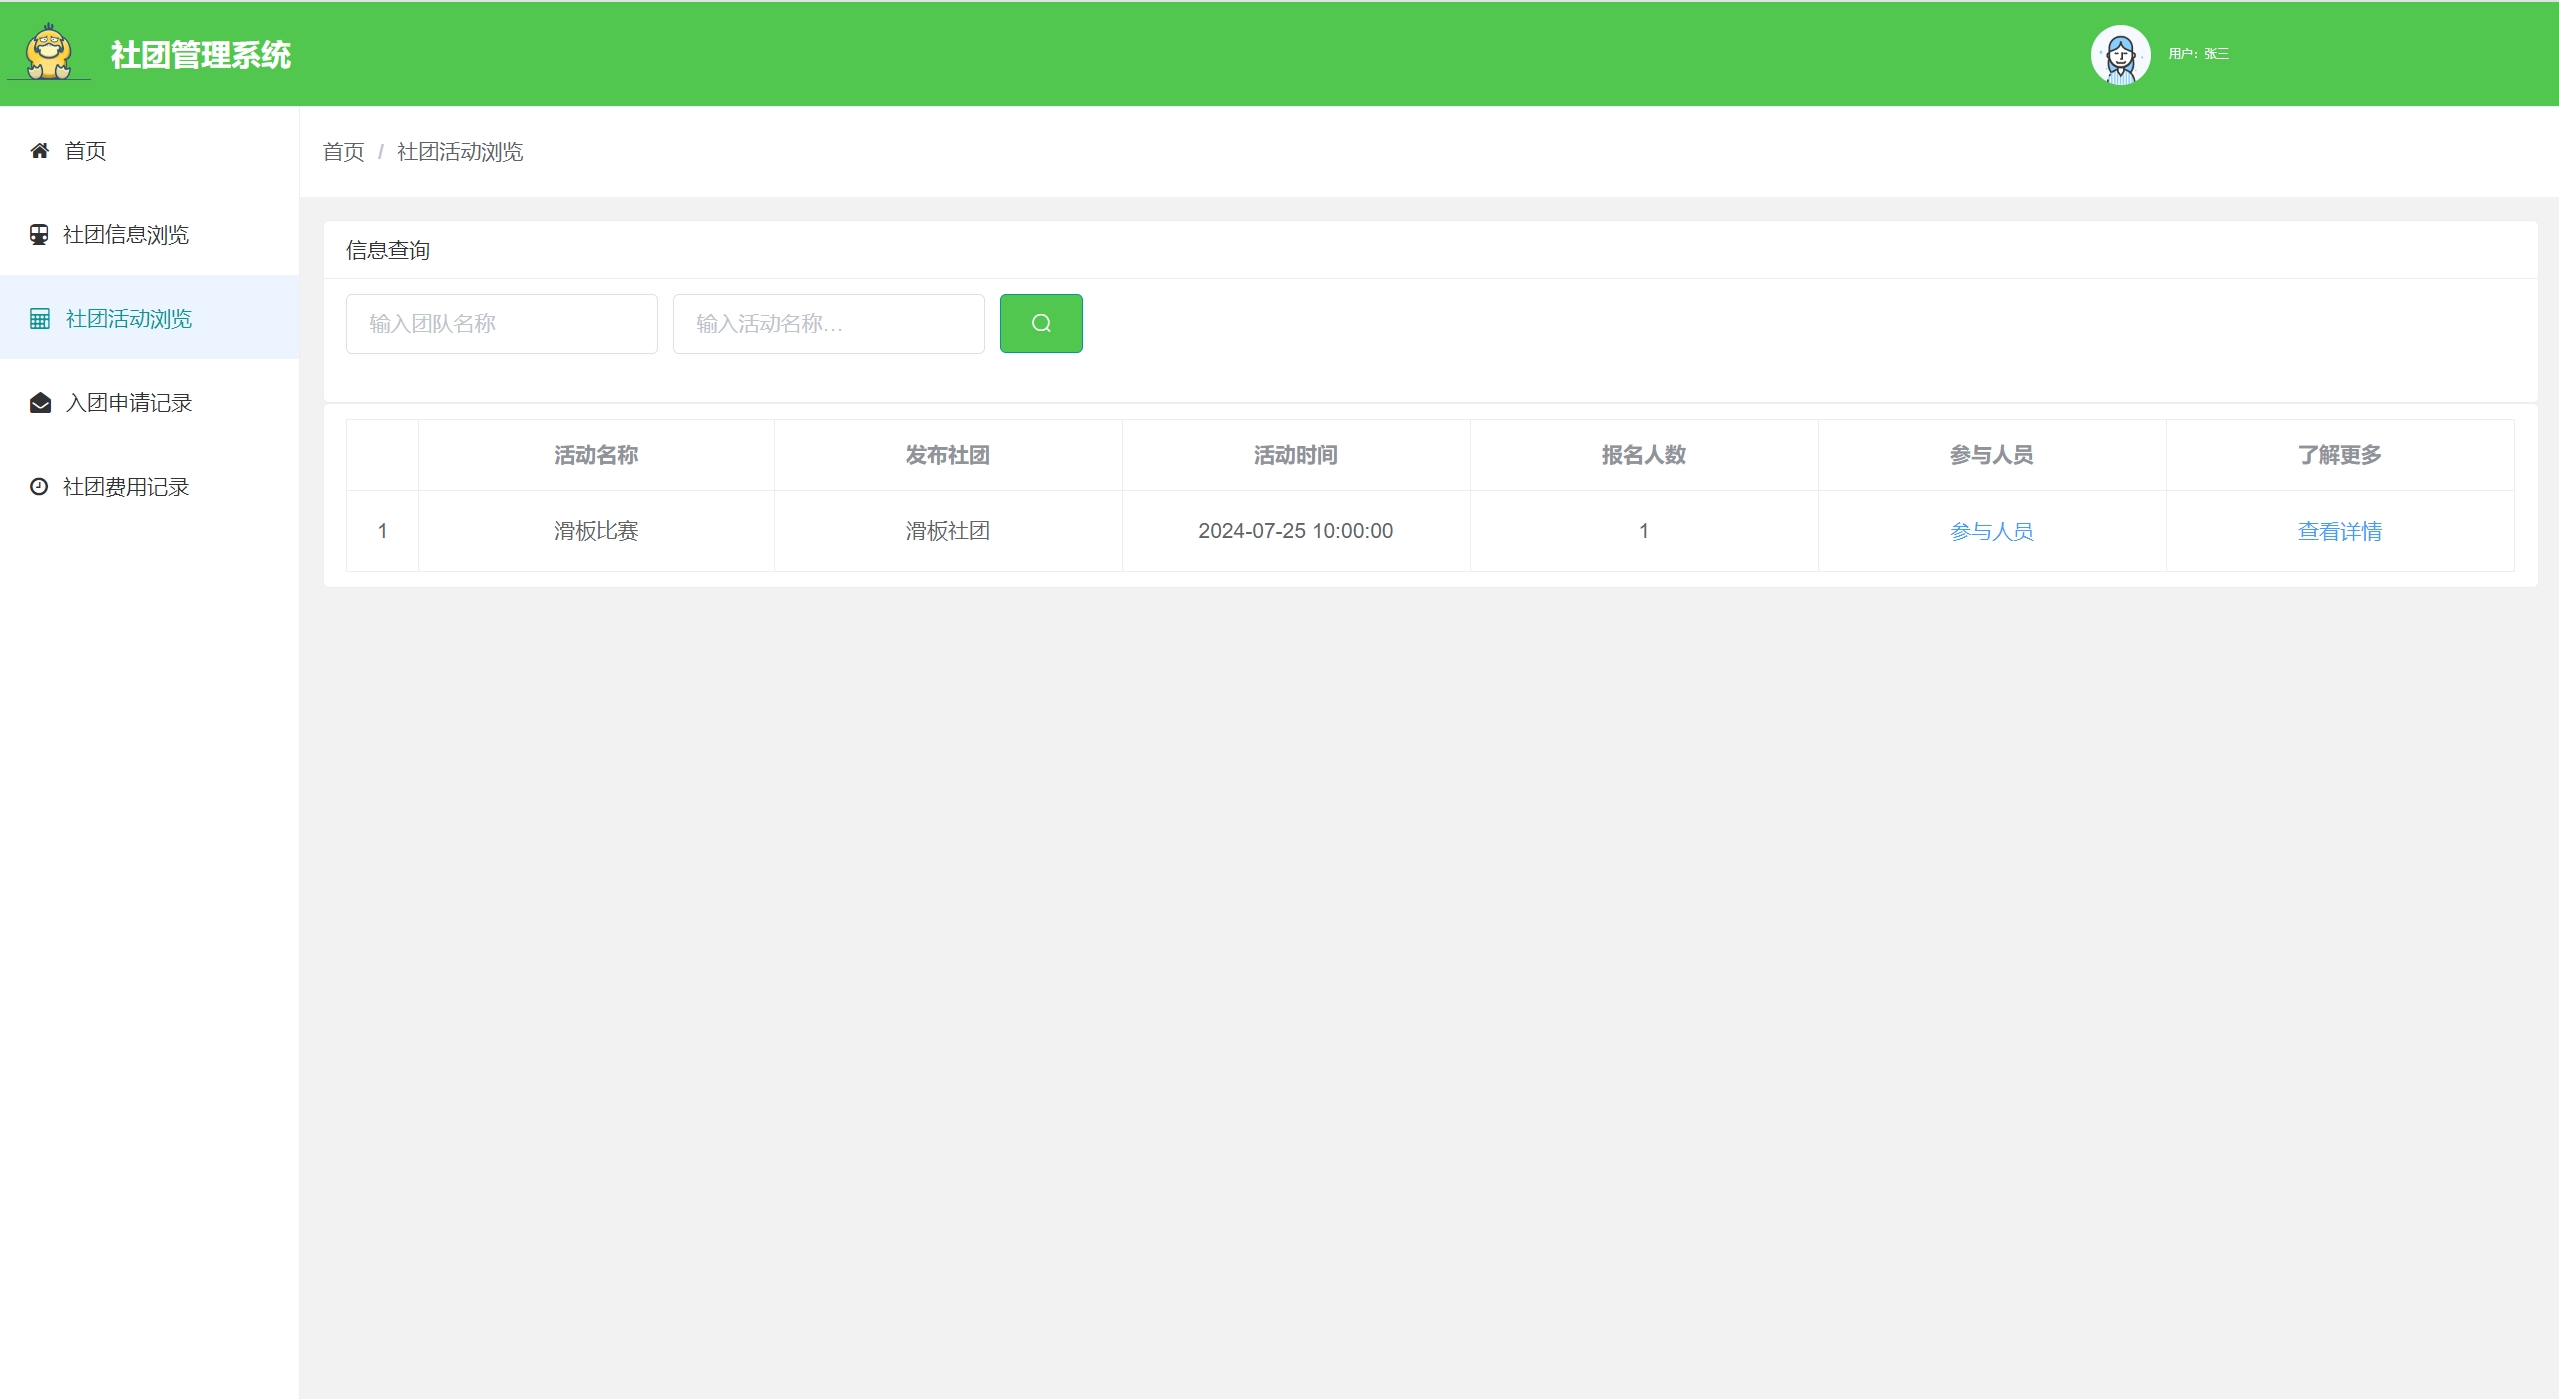 社团管理系统
用户：张三
首页
社团信息浏览
社团活动浏览
入团申请记录
社团费用记录
首页 / 社团活动浏览
信息查询
输入团队名称 输入活动名称...
活动名称 发布社团 活动时间 报名人数 参与人员 了解更多
1 滑板比赛 滑板社团 2024-07-25 10:00:00 1 参与人员 查看详情